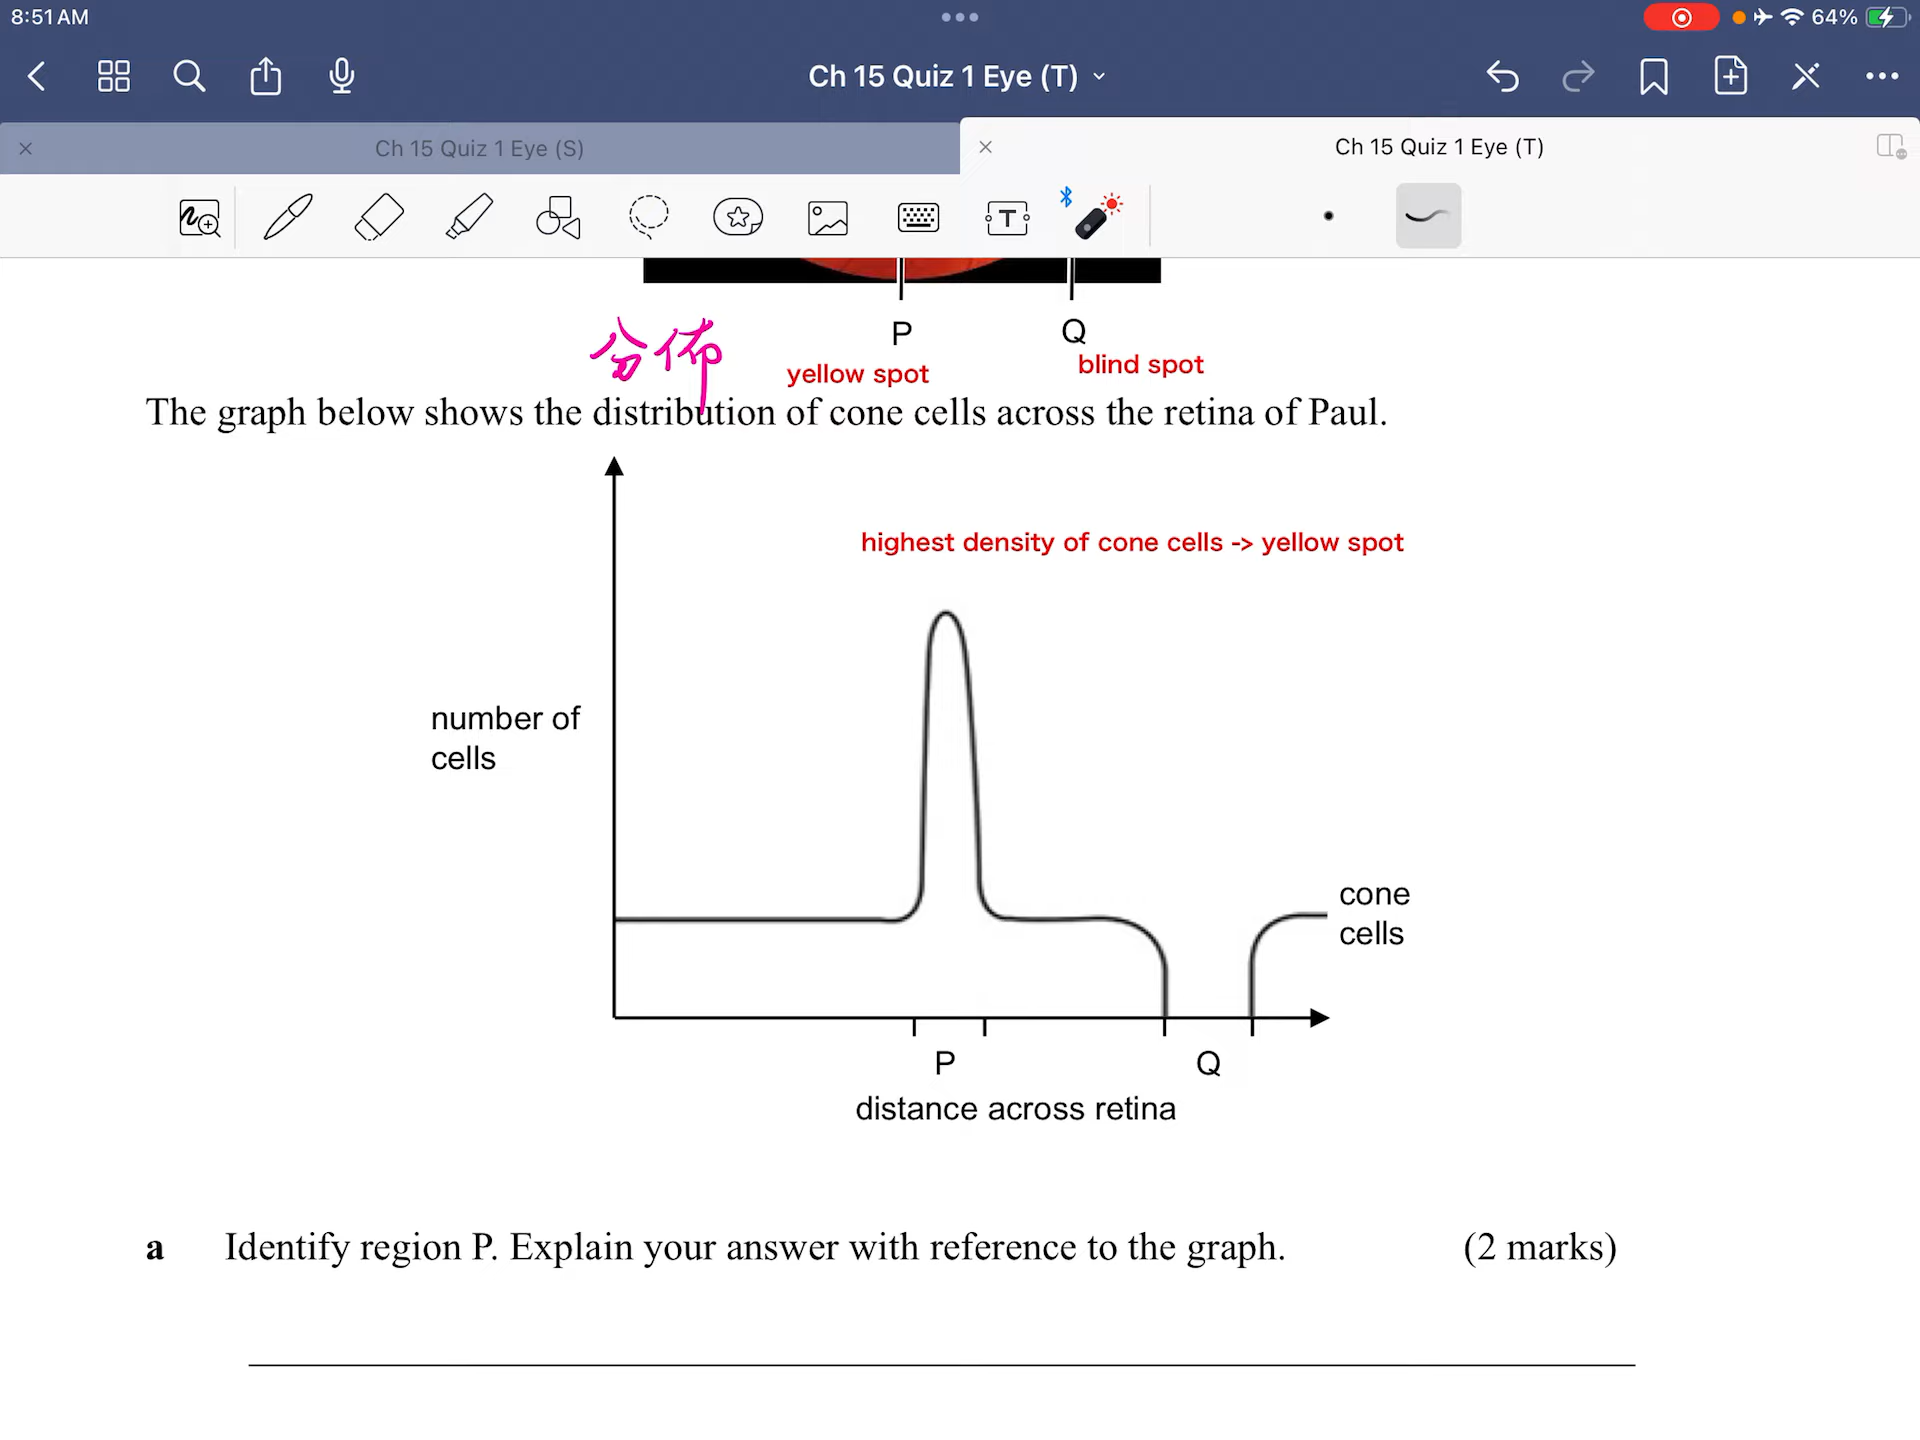 8:51 AM
64%
Ch 15 Quiz 1 Eye (T)
Ch 15 Quiz 1 Eye (S)
Ch 15 Quiz 1 Eye (T)
T
P
Q
分佈
yellow spot
blind spot
The graph below shows the distribution of cone cells across the retina of Paul.
highest density of cone cells -> yellow spot
number of
cells
cone
cells
P
Q
distance across retina
a Identify region P. Explain your answer with reference to the graph. (2 marks)